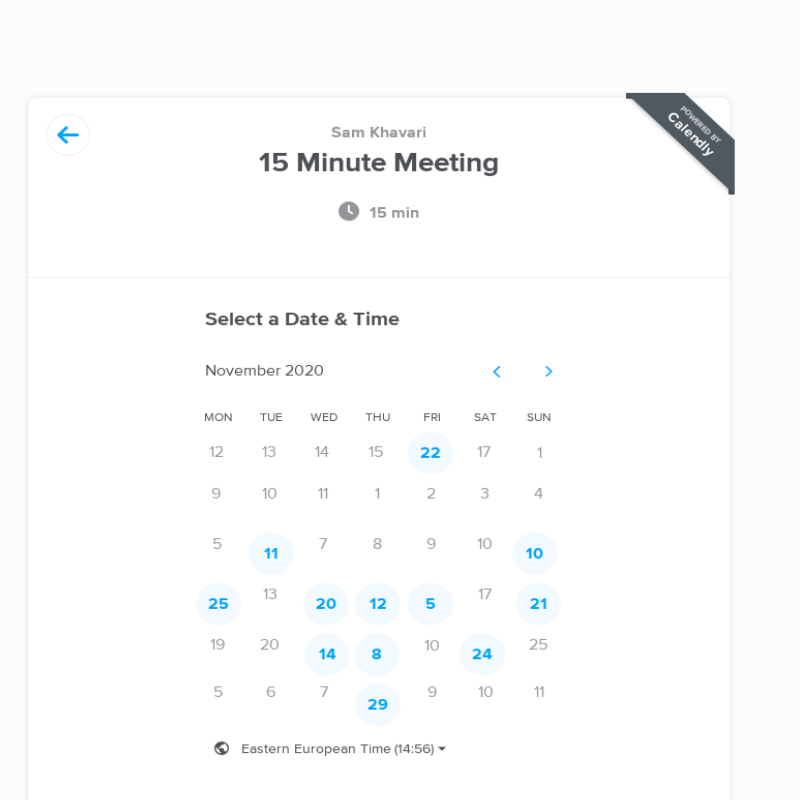 POWERED BY
Calendly
Sam Khavari
15 Minute Meeting
15 min
Select a Date & Time
November 2020
MON TUE WED THU FRI SAT SUN
12 13 14 15 22 17 1
9 10 11 1 2 3 4
5 11 7 8 9 10 10
25 13 20 12 5 17 21
19 20 14 8 10 24 25
5 6 7 29 9 10 11
Eastern European Time (14:56)